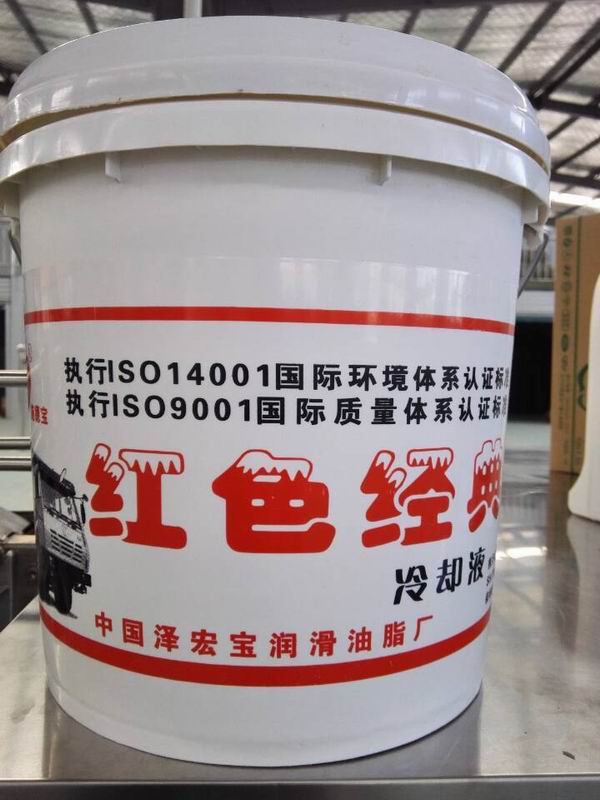 执行ISO14001国际环境体系认证标准
执行ISO9001国际质量体系认证标准
红色经典
冷却液
中国泽宏宝润滑油脂厂